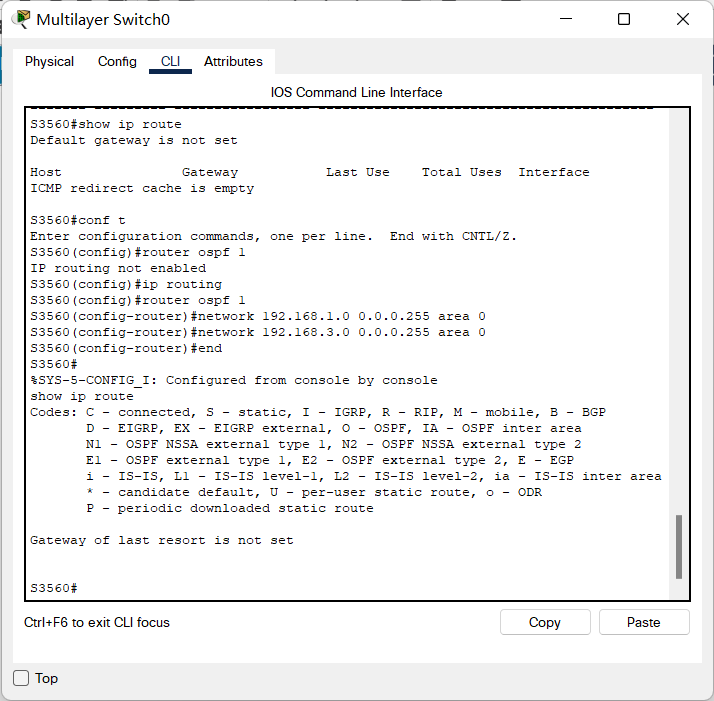 Multilayer Switch0
Physical Config CLI Attributes
IOS Command Line Interface
S3560#show ip route
Default gateway is not set
Host Gateway Last Use Total Uses Interface
ICMP redirect cache is empty
S3560#conf t
Enter configuration commands, one per line. End with CNTL/Z.
S3560(config)#router ospf 1
IP routing not enabled
S3560(config)#ip routing
S3560(config)#router ospf 1
S3560(config-router)#network 192.168.1.0 0.0.0.255 area 0
S3560(config-router)#network 192.168.3.0 0.0.0.255 area 0
S3560(config-router)#end
S3560#
%SYS-5-CONFIG_I: Configured from console by console
show ip route
Codes: C - connected, S - static, I - IGRP, R - RIP, M - mobile, B - BGP
D - EIGRP, EX - EIGRP external, O - OSPF, IA - OSPF inter area
N1 - OSPF NSSA external type 1, N2 - OSPF NSSA external type 2
E1 - OSPF external type 1, E2 - OSPF external type 2, E - EGP
i - IS-IS, L1 - IS-IS level-1, L2 - IS-IS level-2, ia - IS-IS inter area
* - candidate default, U - per-user static route, o - ODR
P - periodic downloaded static route
Gateway of last resort is not set
S3560#
Ctrl+F6 to exit CLI focus
Copy Paste
Top